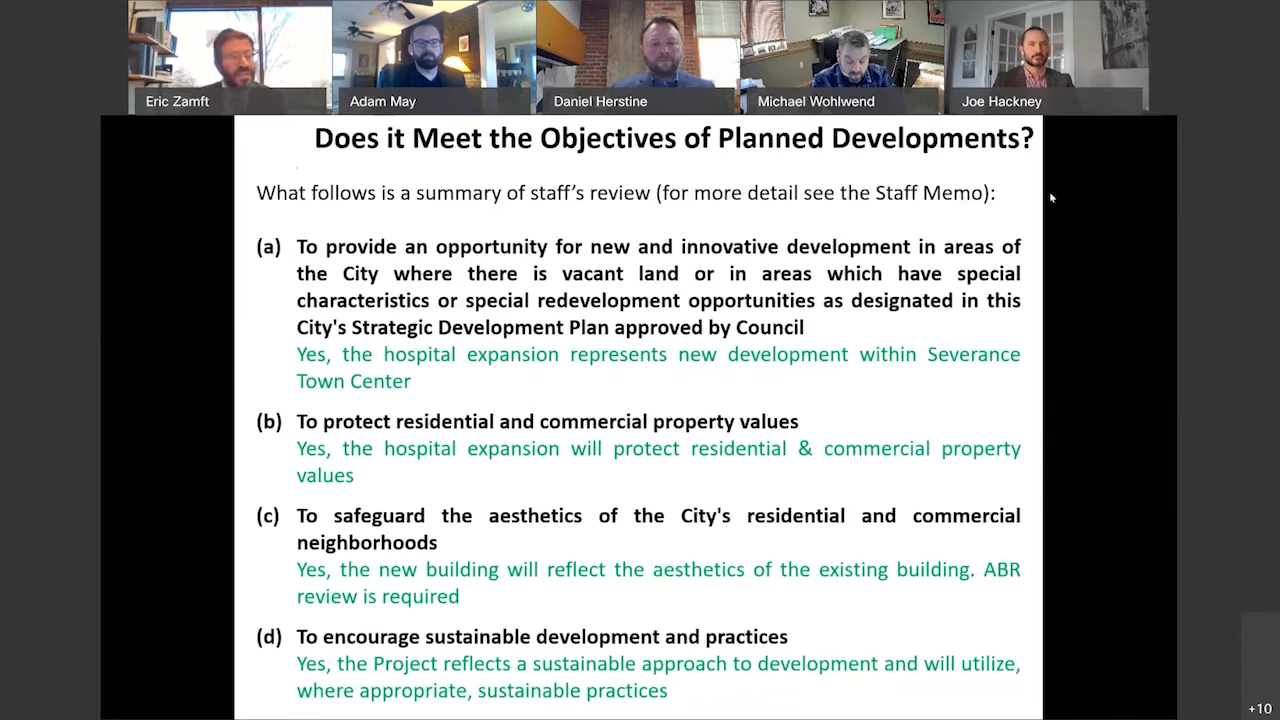 Eric Zamft
Adam May
Daniel Herstine
Michael Wohlwend
Joe Hackney
Does it Meet the Objectives of Planned Developments?
What follows is a summary of staff's review (for more detail see the Staff Memo):
(a) To provide an opportunity for new and innovative development in areas of
the City where there is vacant land or in areas which have special
characteristics or special redevelopment opportunities as designated in this
City's Strategic Development Plan approved by Council
Yes, the hospital expansion represents new development within Severance
Town Center
(b) To protect residential and commercial property values
Yes, the hospital expansion will protect residential & commercial property
values
(c) To safeguard the aesthetics of the City's residential and commercial
neighborhoods
Yes, the new building will reflect the aesthetics of the existing building. ABR
review is required
(d) To encourage sustainable development and practices
Yes, the Project reflects a sustainable approach to development and will utilize,
where appropriate, sustainable practices
+10